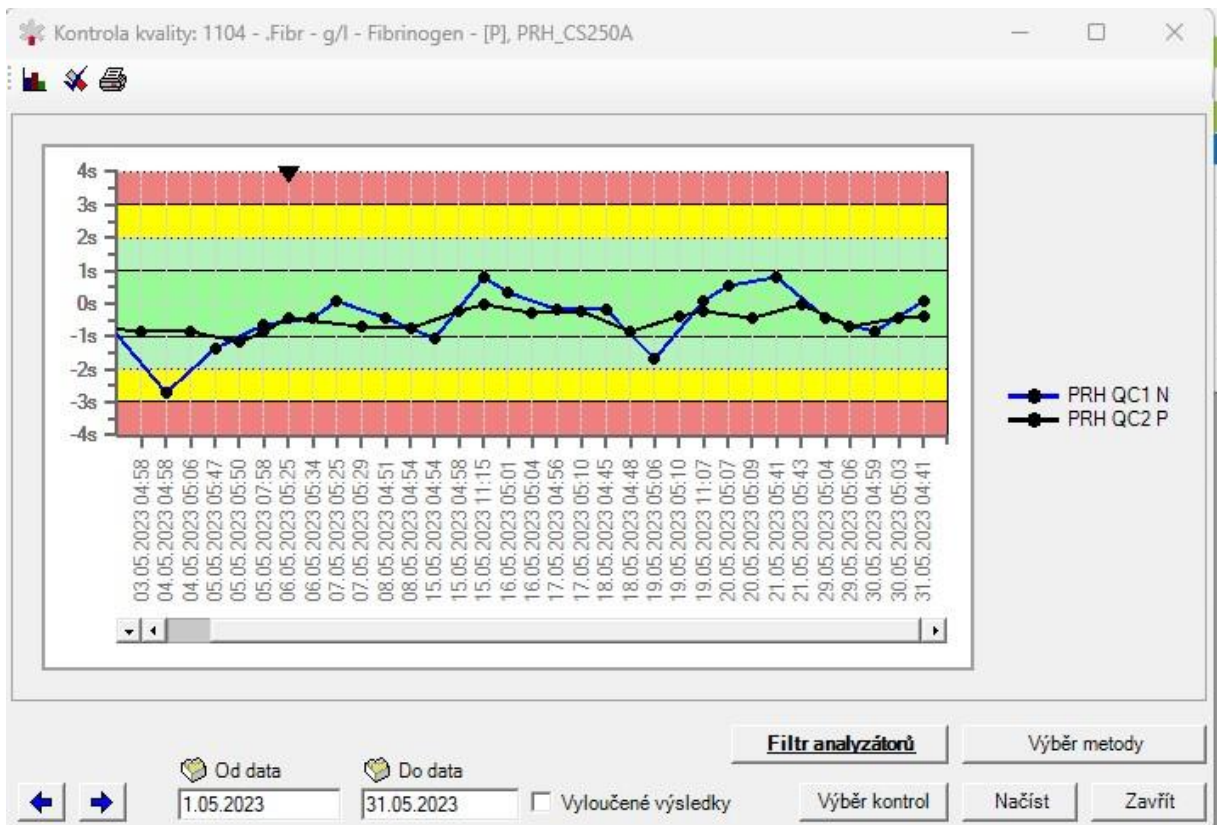 Kontrola kvality: 1104 - .Fibr - g/l - Fibrinogen - [P], PRH_CS250A
4s
3s
2s
1s
0s
-1s
-2s
-3s
-4s
03.05.2023 04:58
04.05.2023 04:58
04.05.2023 05:06
05.05.2023 05:47
05.05.2023 05:50
05.05.2023 07:58
06.05.2023 05:25
06.05.2023 05:34
07.05.2023 05:25
07.05.2023 05:29
08.05.2023 04:51
08.05.2023 04:54
15.05.2023 04:54
15.05.2023 04:58
15.05.2023 11:15
16.05.2023 05:01
16.05.2023 05:04
17.05.2023 04:56
17.05.2023 05:10
18.05.2023 04:45
18.05.2023 04:48
19.05.2023 05:06
19.05.2023 05:10
19.05.2023 11:07
20.05.2023 05:07
20.05.2023 05:09
21.05.2023 05:41
21.05.2023 05:43
29.05.2023 05:04
29.05.2023 05:06
30.05.2023 04:59
30.05.2023 05:03
31.05.2023 04:41
PRH QC1 N
PRH QC2 P
Filtr analyzátorů
Výběr metody
Od data
Do data
1.05.2023
31.05.2023
Vyloučené výsledky
Výběr kontrol
Načíst
Zavřít